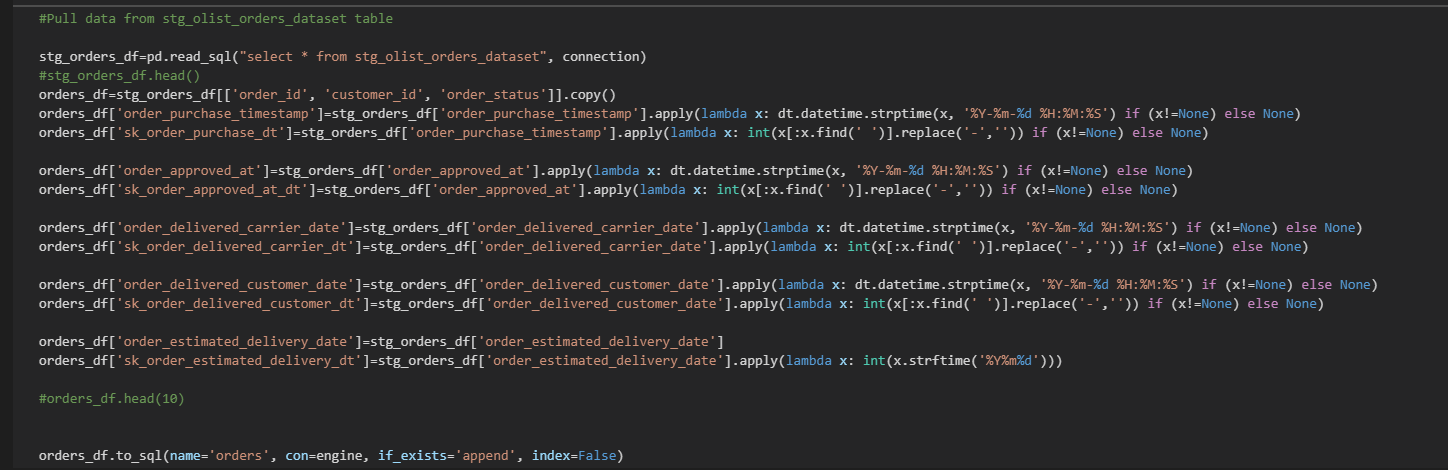 #Pull data from stg_olist_orders_dataset table
stg_orders_df=pd.read_sql("select * from stg_olist_orders_dataset", connection)
#stg_orders_df.head()
orders_df=stg_orders_df[['order_id', 'customer_id', 'order_status']].copy()
orders_df['order_purchase_timestamp']=stg_orders_df['order_purchase_timestamp'].apply(lambda x: dt.datetime.strptime(x, '%Y-%m-%d %H:%M:%S') if (x!=None) else None)
orders_df['sk_order_purchase_dt']=stg_orders_df['order_purchase_timestamp'].apply(lambda x: int(x[:x.find(' ')].replace('-','')) if (x!=None) else None)
orders_df['order_approved_at']=stg_orders_df['order_approved_at'].apply(lambda x: dt.datetime.strptime(x, '%Y-%m-%d %H:%M:%S') if (x!=None) else None)
orders_df['sk_order_approved_at_dt']=stg_orders_df['order_approved_at'].apply(lambda x: int(x[:x.find(' ')].replace('-','')) if (x!=None) else None)
orders_df['order_delivered_carrier_date']=stg_orders_df['order_delivered_carrier_date'].apply(lambda x: dt.datetime.strptime(x, '%Y-%m-%d %H:%M:%S') if (x!=None) else None)
orders_df['sk_order_delivered_carrier_dt']=stg_orders_df['order_delivered_carrier_date'].apply(lambda x: int(x[:x.find(' ')].replace('-','')) if (x!=None) else None)
orders_df['order_delivered_customer_date']=stg_orders_df['order_delivered_customer_date'].apply(lambda x: dt.datetime.strptime(x, '%Y-%m-%d %H:%M:%S') if (x!=None) else None)
orders_df['sk_order_delivered_customer_dt']=stg_orders_df['order_delivered_customer_date'].apply(lambda x: int(x[:x.find(' ')].replace('-','')) if (x!=None) else None)
orders_df['order_estimated_delivery_date']=stg_orders_df['order_estimated_delivery_date']
orders_df['sk_order_estimated_delivery_dt']=stg_orders_df['order_estimated_delivery_date'].apply(lambda x: int(x.strftime('%Y%m%d')))
#orders_df.head(10)
orders_df.to_sql(name='orders', con=engine, if_exists='append', index=False)